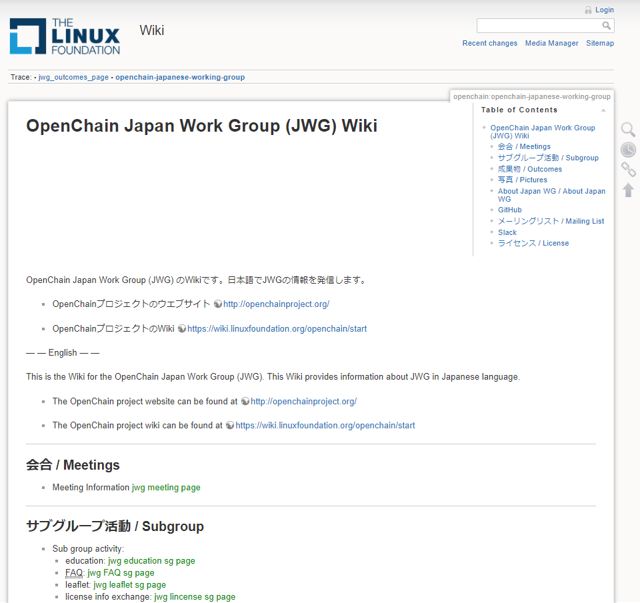 Login
THE
LINUX
FOUNDATION
Wiki
Recent changes Media Manager Sitemap
Trace: • jwg_outcomes_page • openchain-japanese-working-group
openchain:openchain-japanese-working-group
Table of Contents
OpenChain Japan Work Group
(JWG) Wiki
会合 / Meetings
サブグループ活動 / Subgroup
成果物 / Outcomes
写真 / Pictures
About Japan WG / About Japan
WG
GitHub
メーリングリスト / Mailing List
Slack
ライセンス / License
OpenChain Japan Work Group (JWG) Wiki
OpenChain Japan Work Group (JWG) のWikiです。日本語でJWGの情報を発信します。
OpenChainプロジェクトのウエブサイト http://openchainproject.org/
OpenChainプロジェクトのWiki https://wiki.linuxfoundation.org/openchain/start
— — English — —
This is the Wiki for the OpenChain Japan Work Group (JWG). This Wiki provides information about JWG in Japanese language.
The OpenChain project website can be found at http://openchainproject.org/
The OpenChain project wiki can be found at https://wiki.linuxfoundation.org/openchain/start
会合 / Meetings
Meeting Information jwg meeting page
サブグループ活動 / Subgroup
Sub group activity:
education: jwg education sg page
FAQ: jwg FAQ sg page
leaflet: jwg leaflet sg page
license info exchange: jwg lincense sg page